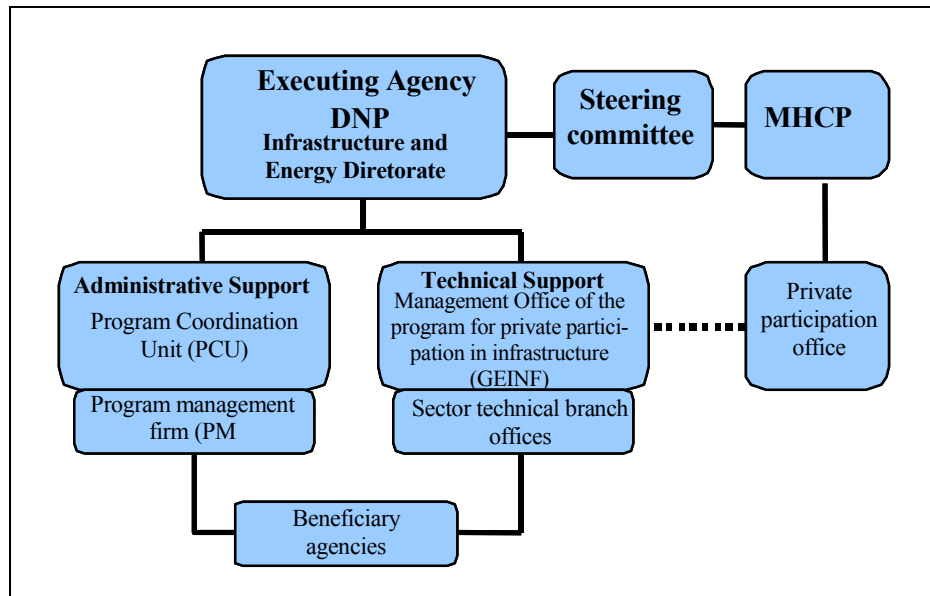 Executing Agency
DNP
Infrastructure and
Energy Diretorate
Steering
committee
MHCP
Administrative Support
Program Coordination
Unit (PCU)
Technical Support
Management Office of the
program for private partici-
pation in infrastructure
(GEINF)
Private
participation
office
Program management
firm (PM
Sector technical branch
offices
Beneficiary
agencies